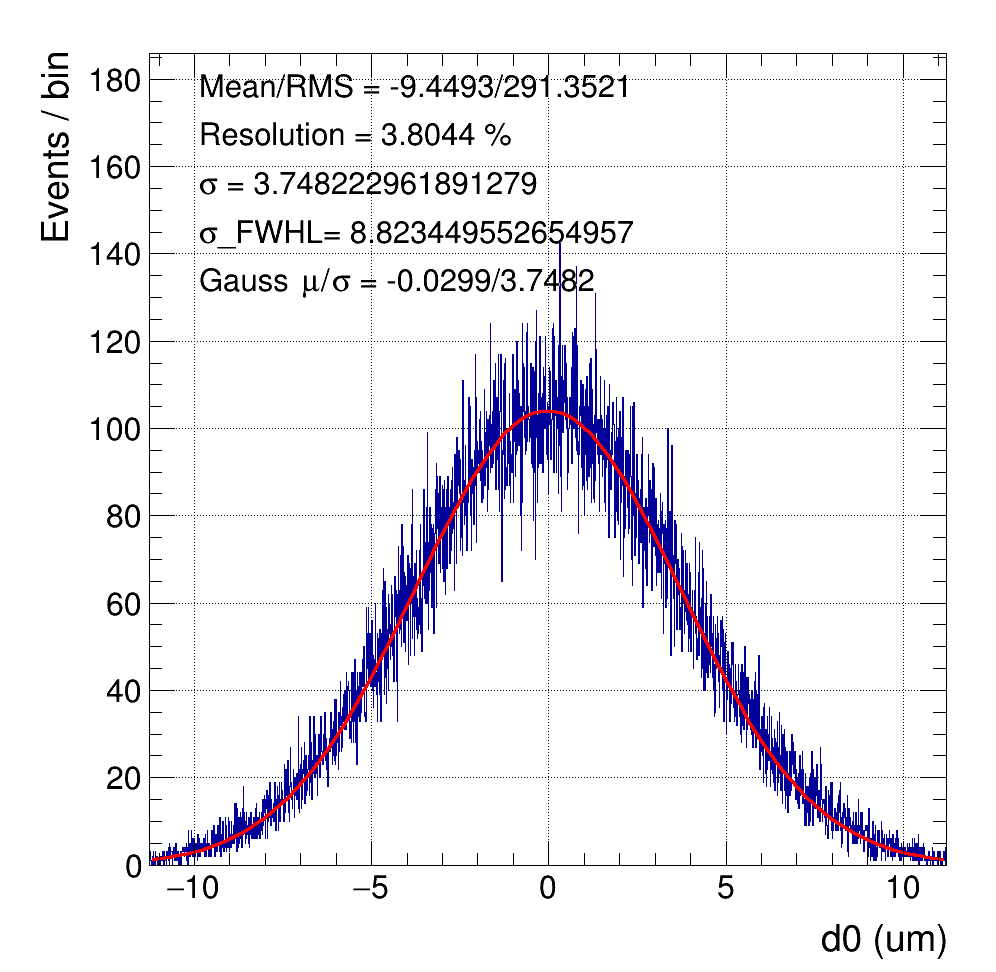 Events / bin
180
160
140
120
100
80
60
40
20
0
Mean/RMS = -9.4493/291.3521
Resolution = 3.8044 %
σ = 3.748222961891279
σ_FWHL= 8.823449552654957
Gauss μ/σ = -0.0299/3.7482
−10 −5 0 5 10
d0 (um)